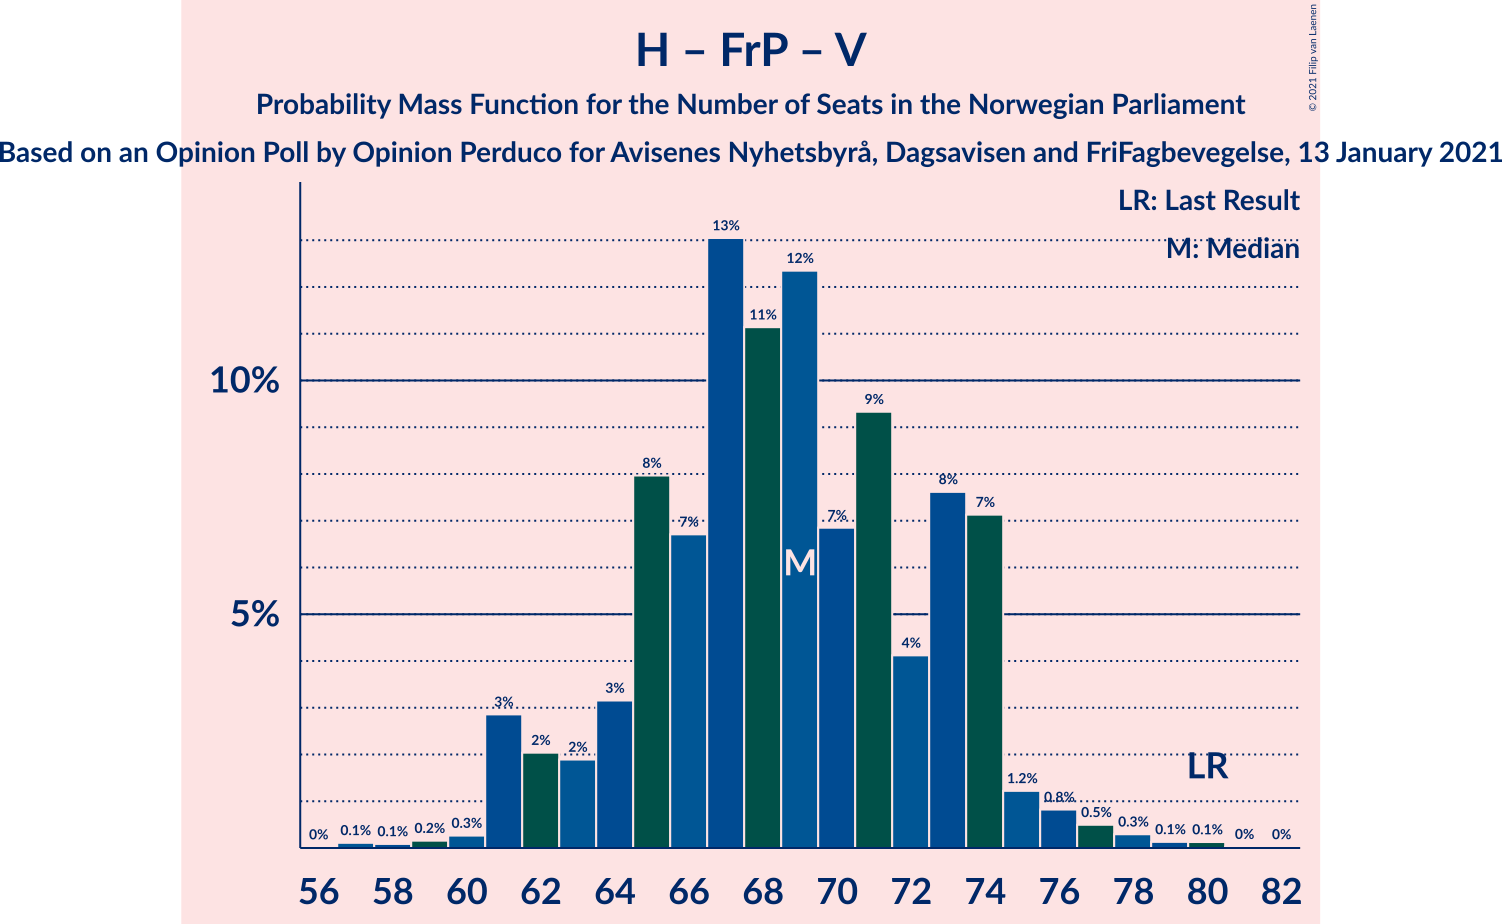 H – FrP – V
Probability Mass Function for the Number of Seats in the Norwegian Parliament
Based on an Opinion Poll by Opinion Perduco for Avisenes Nyhetsbyrå, Dagsavisen and FriFagbevegelse, 13 January 2021
© 2021 Filip van Laenen
LR: Last Result
M: Median
10%
5%
0% 0.1% 0.1% 0.2% 0.3% 3% 2% 2% 3% 8% 7% 13% 11% 12% 7% 9% 4% 8% 7% 1.2% 0.8% 0.5% 0.3% 0.1% 0.1% 0% 0%
M
LR
56 58 60 62 64 66 68 70 72 74 76 78 80 82